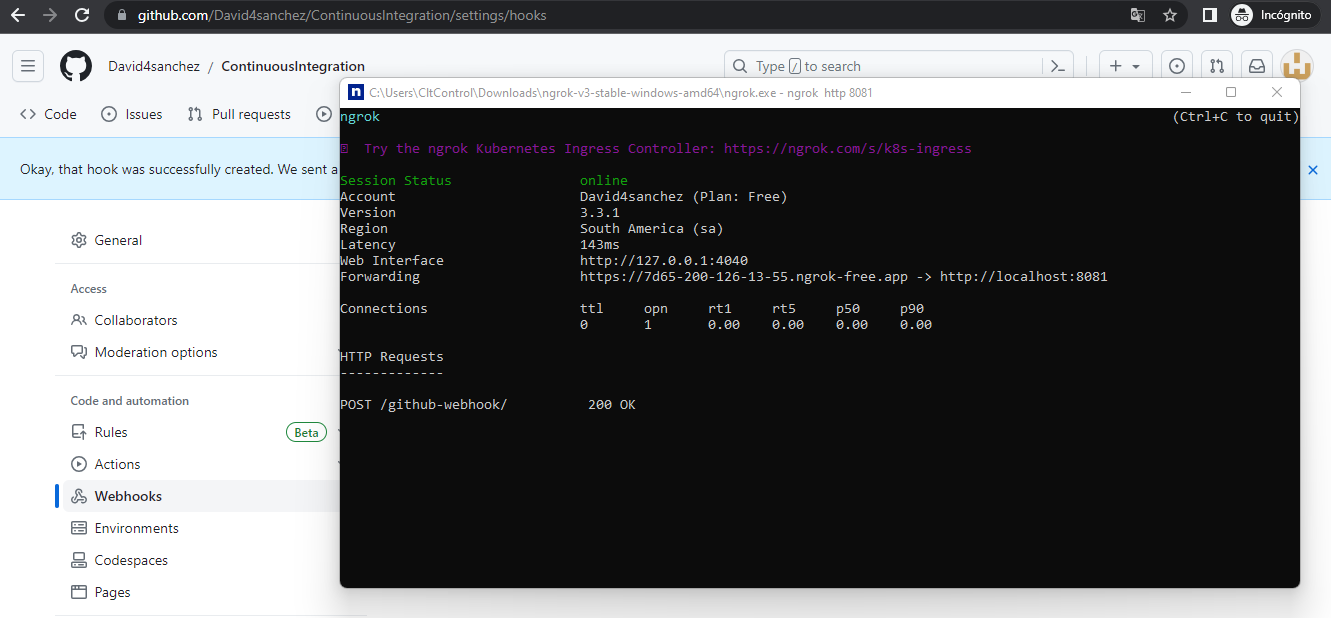 github.com/David4sanchez/ContinuousIntegration/settings/hooks
Incógnito
David4sanchez / ContinuousIntegration
Type / to search
Code Issues Pull requests
Okay, that hook was successfully created. We sent a
General
Access
Collaborators
Moderation options
Code and automation
Rules Beta
Actions
Webhooks
Environments
Codespaces
Pages
C:\Users\CltControl\Downloads\ngrok-v3-stable-windows-amd64\ngrok.exe - ngrok http 8081
ngrok (Ctrl+C to quit)
Try the ngrok Kubernetes Ingress Controller: https://ngrok.com/s/k8s-ingress
Session Status online
Account David4sanchez (Plan: Free)
Version 3.3.1
Region South America (sa)
Latency 143ms
Web Interface http://127.0.0.1:4040
Forwarding https://7d65-200-126-13-55.ngrok-free.app -> http://localhost:8081
Connections ttl opn rt1 rt5 p50 p90
0 1 0.00 0.00 0.00 0.00
HTTP Requests
-------------
POST /github-webhook/ 200 OK